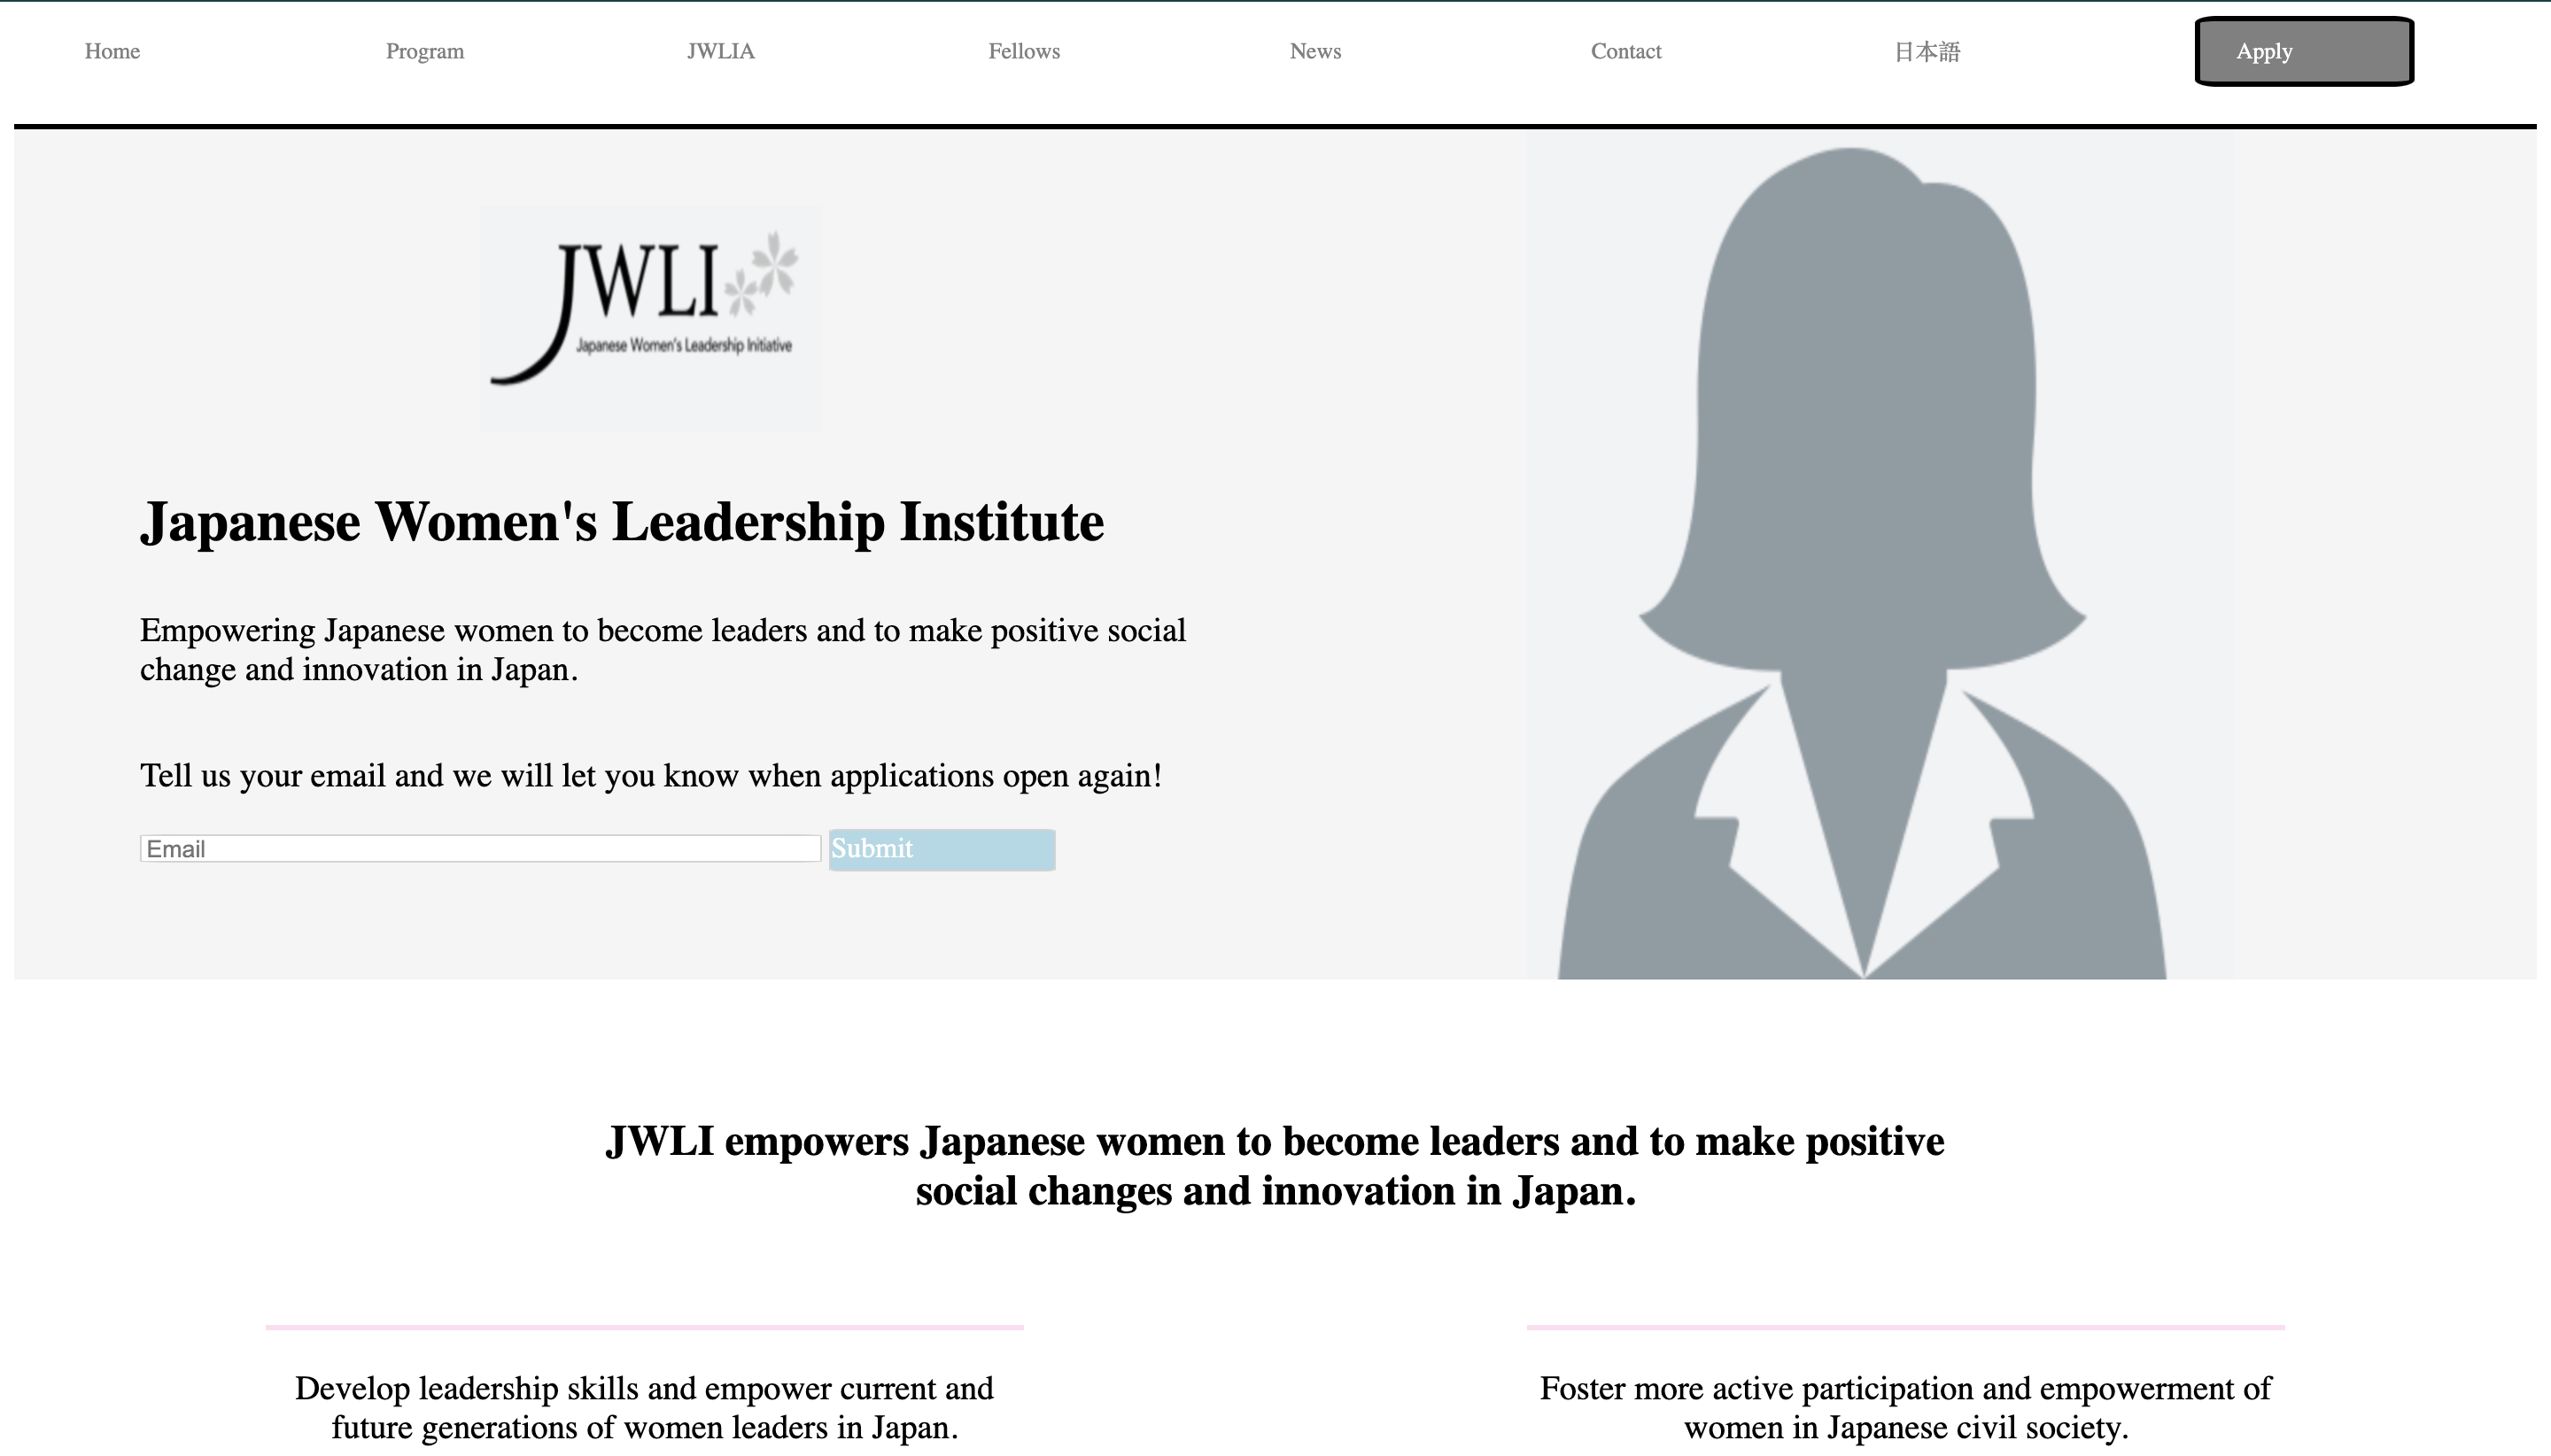 Home
Program
JWLIA
Fellows
News
Contact
日本語
Apply
JWLI
Japanese Women's Leadership Initiative
Japanese Women's Leadership Institute
Empowering Japanese women to become leaders and to make positive social
change and innovation in Japan.
Tell us your email and we will let you know when applications open again!
Email
Submit
JWLI empowers Japanese women to become leaders and to make positive
social changes and innovation in Japan.
Develop leadership skills and empower current and
future generations of women leaders in Japan.
Foster more active participation and empowerment of
women in Japanese civil society.